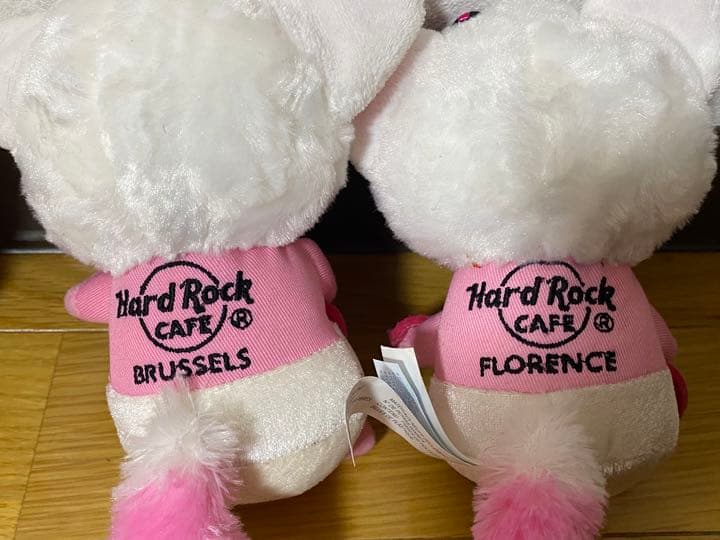 Hard Rock
CAFE ®
BRUSSELS
Hard Rock
CAFE ®
FLORENCE